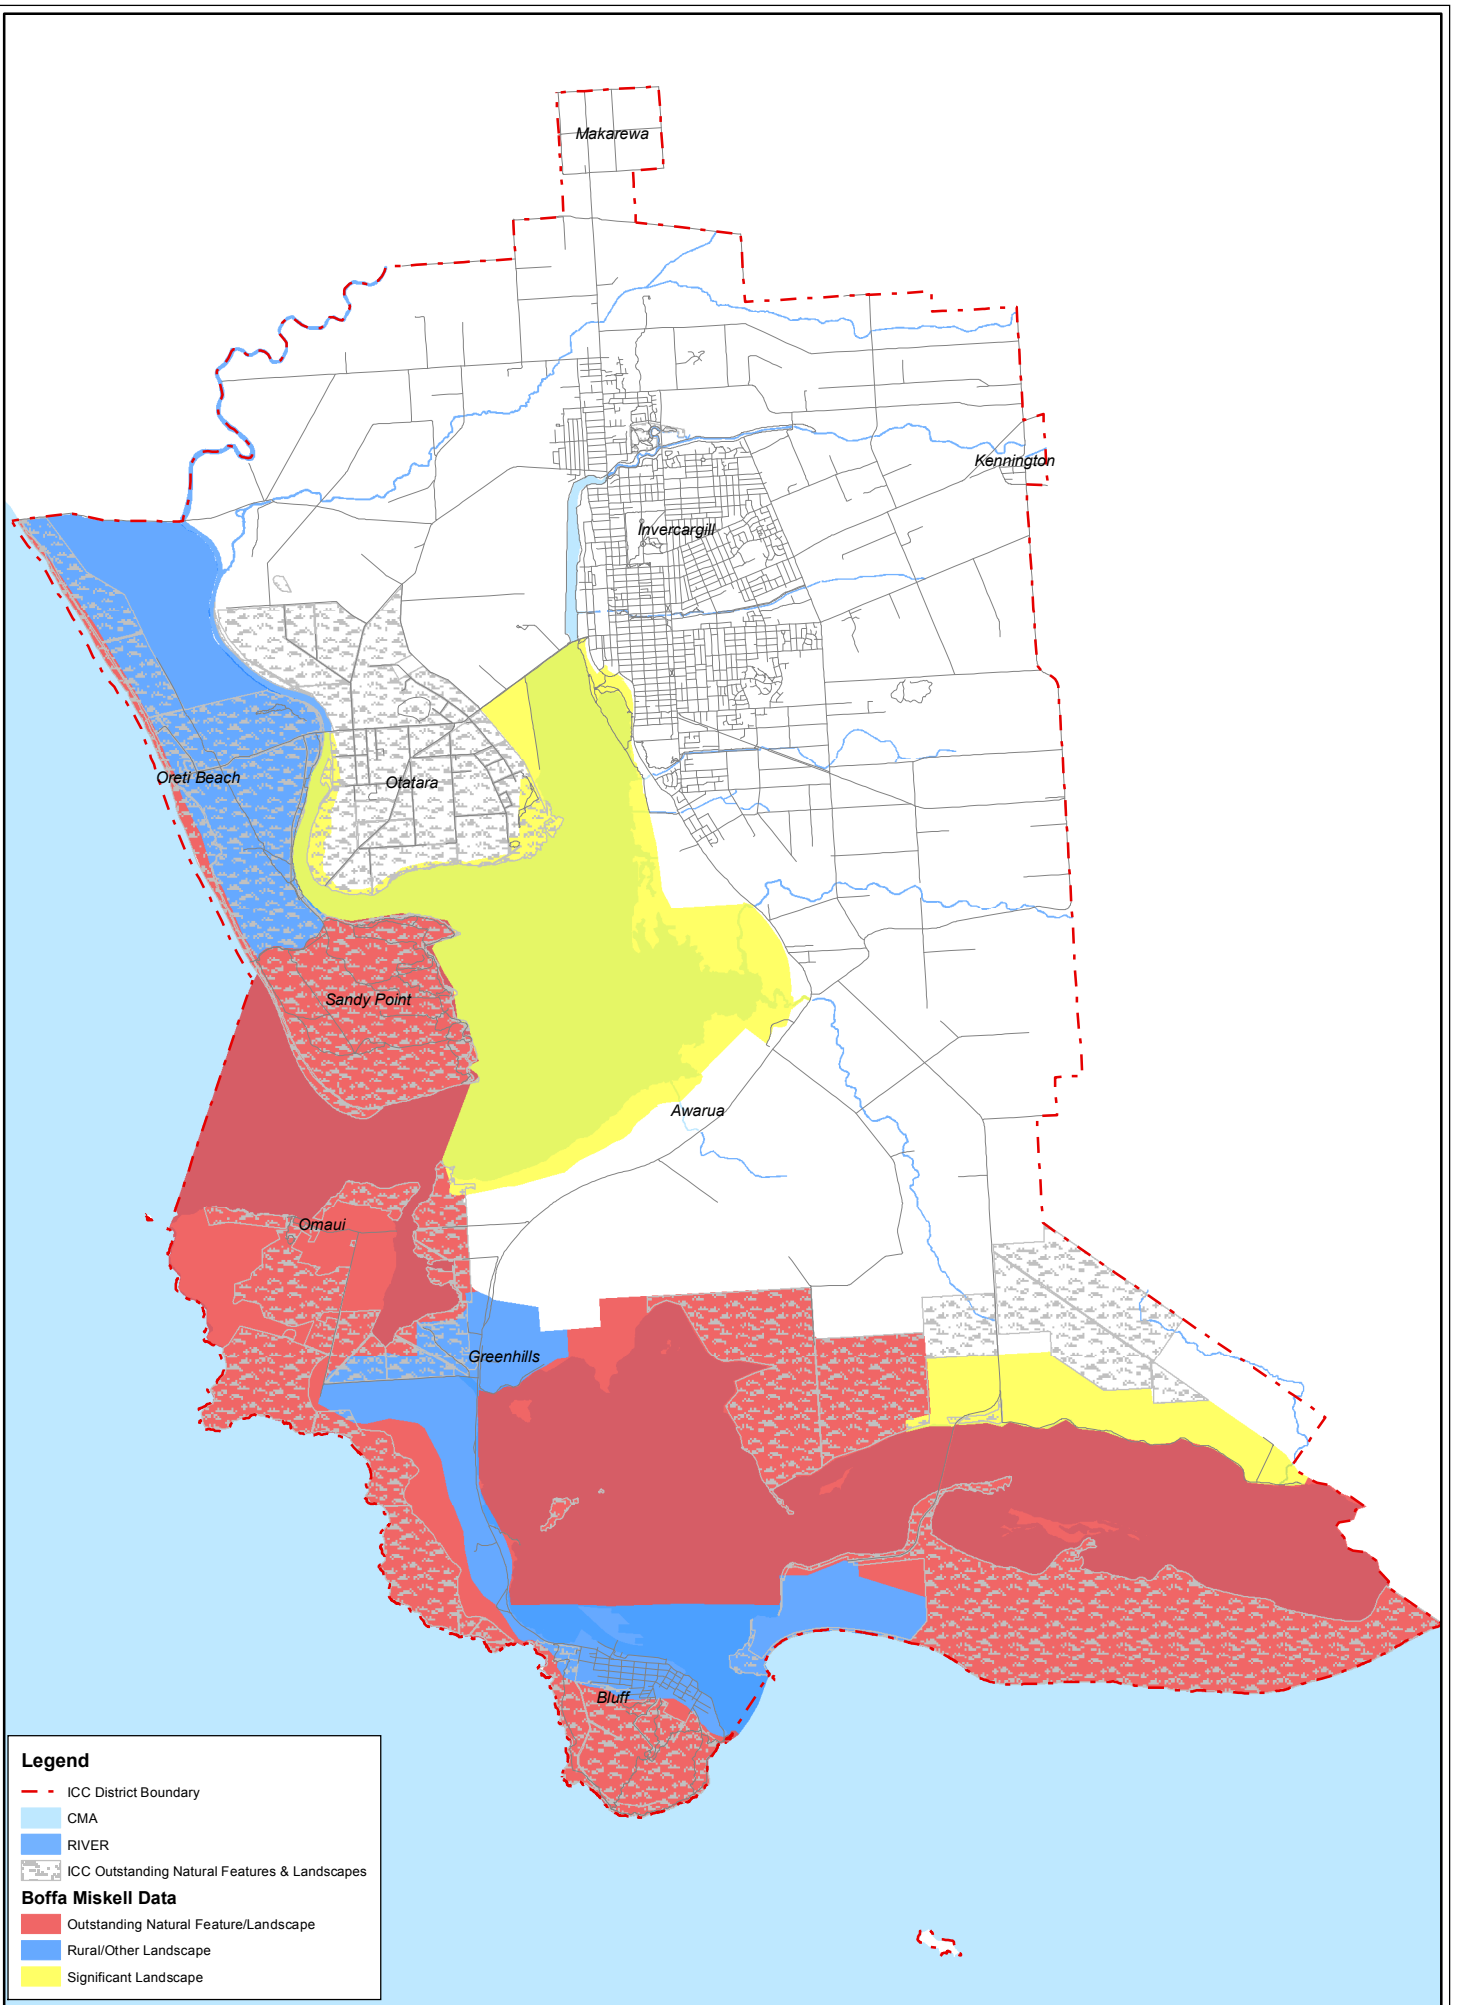 Makarewa
Kennington
Invercargill
Oreti Beach
Otatara
Sandy Point
Awarua
Omaui
Greenhills
Bluff
Legend
ICC District Boundary
CMA
RIVER
ICC Outstanding Natural Features & Landscapes
Boffa Miskell Data
Outstanding Natural Feature/Landscape
Rural/Other Landscape
Significant Landscape